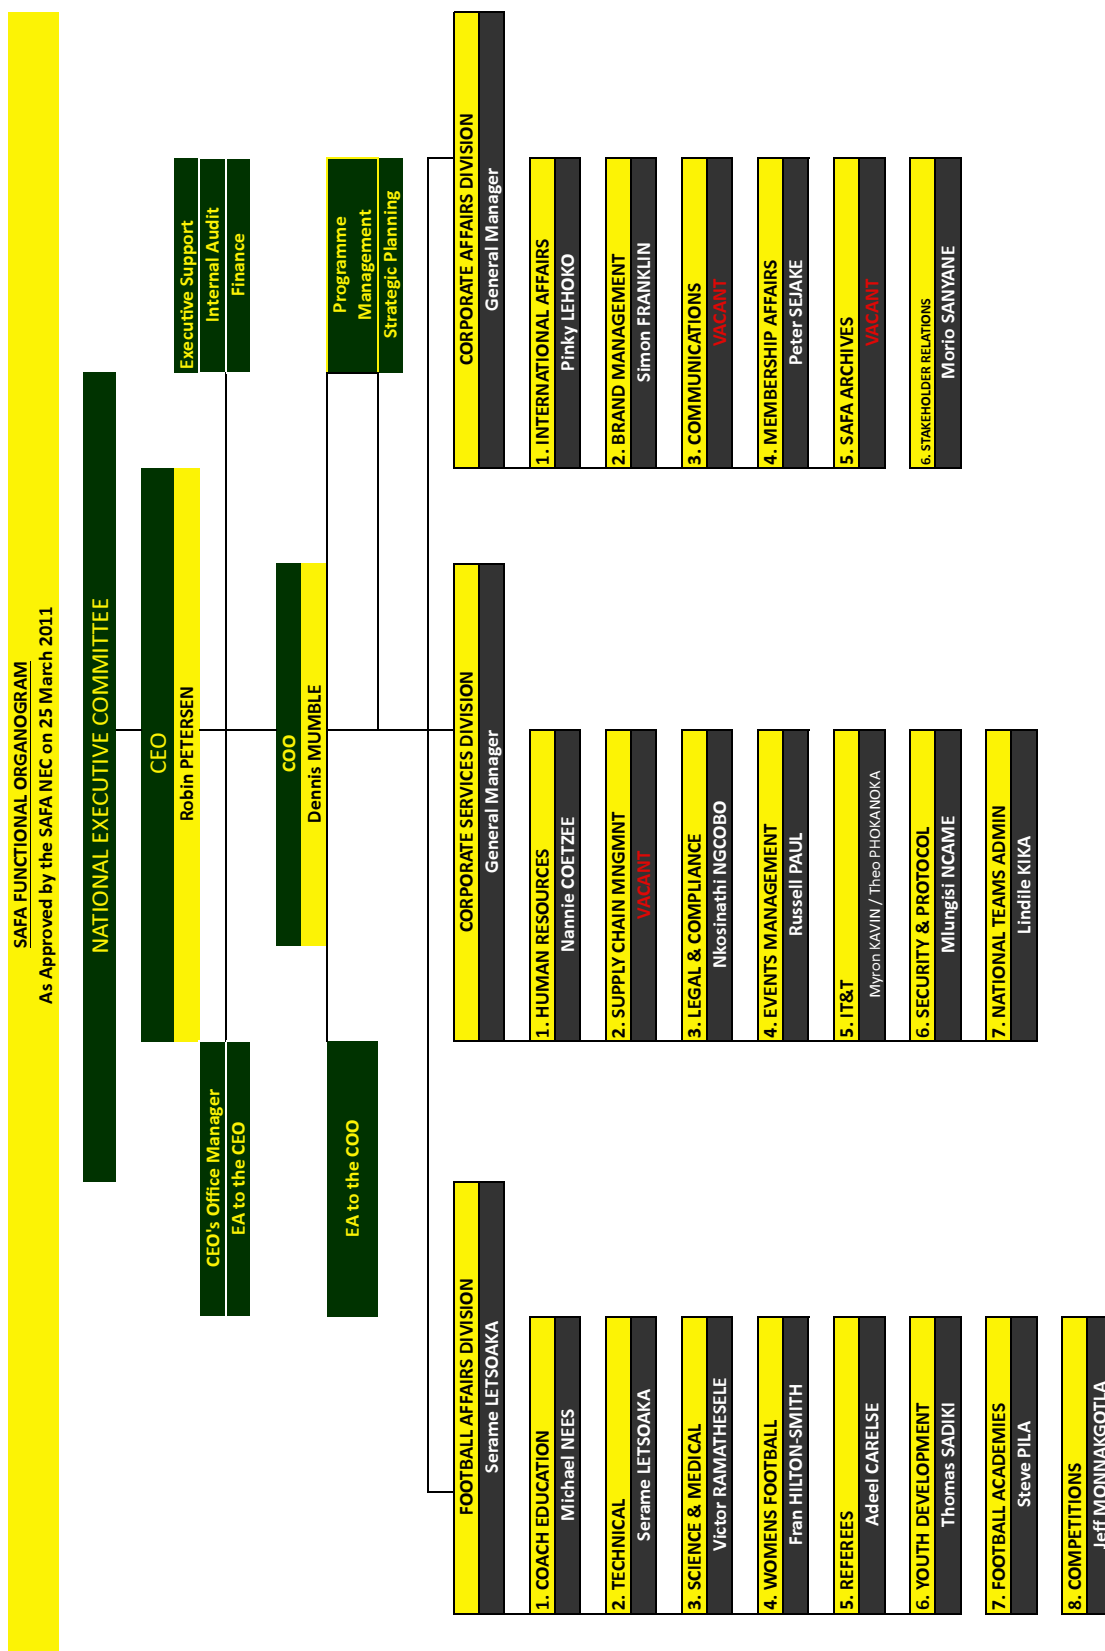 SAFA FUNCTIONAL ORGANOGRAM
As Approved by the SAFA NEC on 25 March 2011
NATIONAL EXECUTIVE COMMITTEE
CEO
Robin PETERSEN
CEO's Office Manager
EA to the CEO
Executive Support
Internal Audit
Finance
COO
Dennis MUMBLE
EA to the COO
Programme
Management
Strategic Planning
FOOTBALL AFFAIRS DIVISION
Serame LETSOAKA
1. COACH EDUCATION
Michael NEES
2. TECHNICAL
Serame LETSOAKA
3. SCIENCE & MEDICAL
Victor RAMATHESELE
4. WOMENS FOOTBALL
Fran HILTON-SMITH
5. REFEREES
Adeel CARELSE
6. YOUTH DEVELOPMENT
Thomas SADIKI
7. FOOTBALL ACADEMIES
Steve PILA
8. COMPETITIONS
Jeff MONNAKGOTLA
CORPORATE SERVICES DIVISION
General Manager
1. HUMAN RESOURCES
Nannie COETZEE
2. SUPPLY CHAIN MNGMNT
VACANT
3. LEGAL & COMPLIANCE
Nkosinathi NGCOBO
4. EVENTS MANAGEMENT
Russell PAUL
5. IT&T
Myron KAVIN / Theo PHOKANOKA
6. SECURITY & PROTOCOL
Mlungisi NCAME
7. NATIONAL TEAMS ADMIN
Lindile KIKA
CORPORATE AFFAIRS DIVISION
General Manager
1. INTERNATIONAL AFFAIRS
Pinky LEHOKO
2. BRAND MANAGEMENT
Simon FRANKLIN
3. COMMUNICATIONS
VACANT
4. MEMBERSHIP AFFAIRS
Peter SEJAKE
5. SAFA ARCHIVES
VACANT
6. STAKEHOLDER RELATIONS
Morio SANYANE